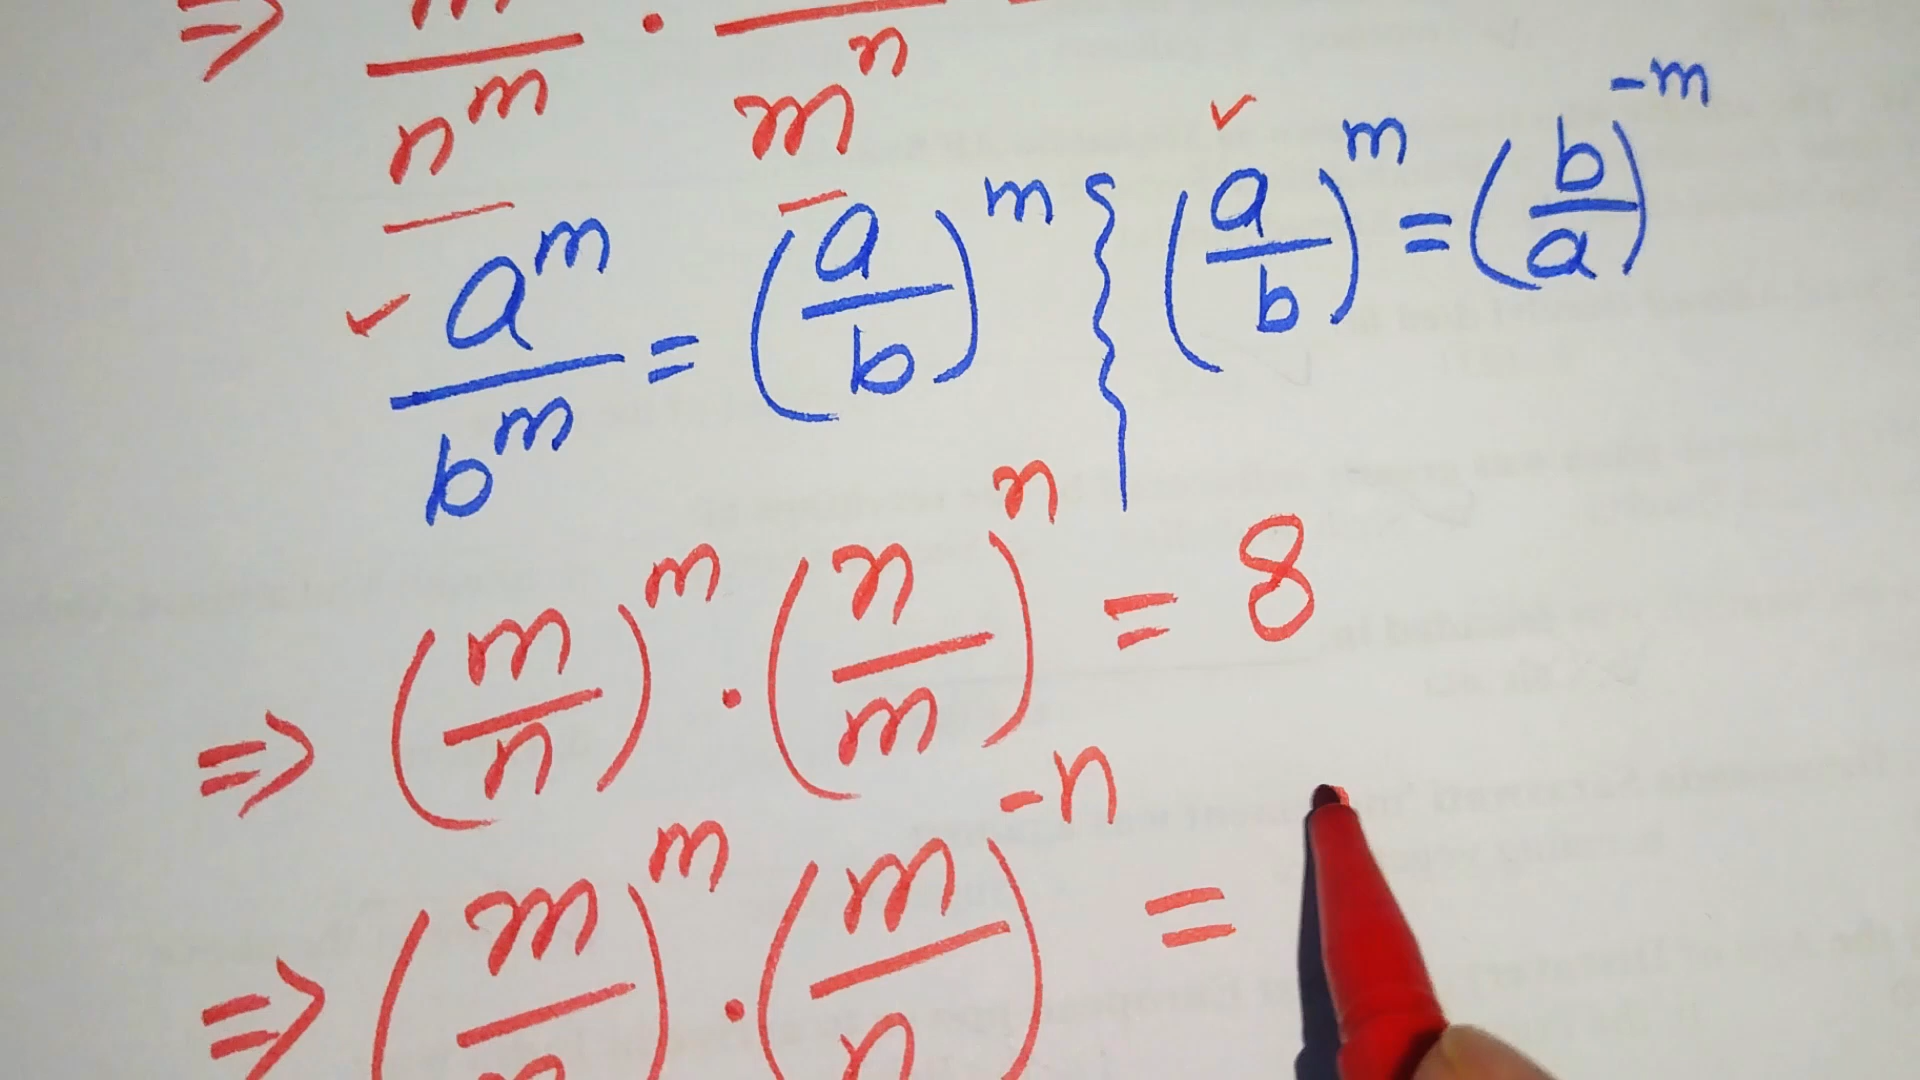 ⇒ m/n^m · /m^n
a^m/b^m = (a/b)^m } (a/b)^m = (b/a)^-m
⇒ (m/n)^m · (n/m)^n = 8
⇒ (m/n)^m · (m/n)^-n =